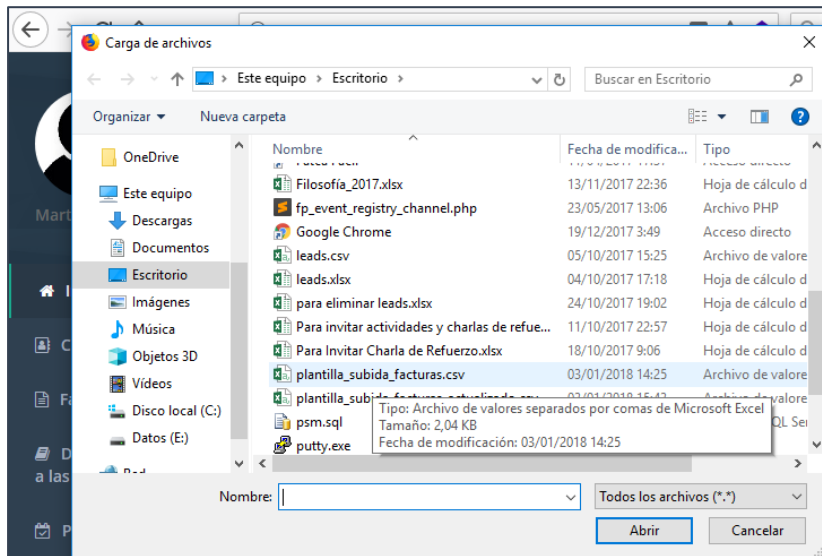 Carga de archivos
Este equipo > Escritorio >
Buscar en Escritorio
Organizar
Nueva carpeta
OneDrive
Este equipo
Descargas
Documentos
Escritorio
Imágenes
Música
Objetos 3D
Vídeos
Disco local (C:)
Datos (E:)
Nombre Fecha de modifica... Tipo
Filosofía_2017.xlsx 13/11/2017 22:36 Hoja de cálculo d
fp_event_registry_channel.php 23/05/2017 13:06 Archivo PHP
Google Chrome 19/12/2017 3:49 Acceso directo
leads.csv 05/10/2017 15:25 Archivo de valore
leads.xlsx 04/10/2017 17:18 Hoja de cálculo d
para eliminar leads.xlsx 24/10/2017 19:02 Hoja de cálculo d
Para invitar actividades y charlas de refue... 11/10/2017 22:57 Hoja de cálculo d
Para Invitar Charla de Refuerzo.xlsx 18/10/2017 9:06 Hoja de cálculo d
plantilla_subida_facturas.csv 03/01/2018 14:25 Archivo de valore
Tipo: Archivo de valores separados por comas de Microsoft Excel
Tamaño: 2,04 KB
Fecha de modificación: 03/01/2018 14:25
psm.sql
putty.exe
Nombre:
Todos los archivos (*.*)
Abrir
Cancelar
Mart
a las